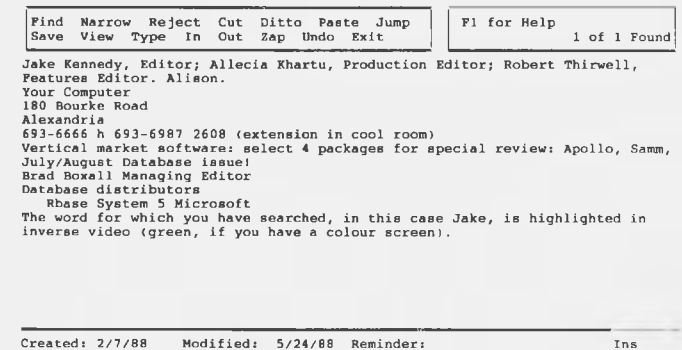 Find Narrow Reject Cut Ditto Paste Jump
Save View Type In Out Zap Undo Exit
F1 for Help
1 of 1 Found
Jake Kennedy, Editor; Allecia Khartu, Production Editor; Robert Thirwell,
Features Editor. Alison.
Your Computer
180 Bourke Road
Alexandria
693-6666 h 693-6987 2608 (extension in cool room)
Vertical market software: select 4 packages for special review: Apollo, Samm,
July/August Database issue!
Brad Boxall Managing Editor
Database distributors
Rbase System 5 Microsoft
The word for which you have searched, in this case Jake, is highlighted in
inverse video (green, if you have a colour screen).
Created: 2/7/88 Modified: 5/24/88 Reminder: Ins